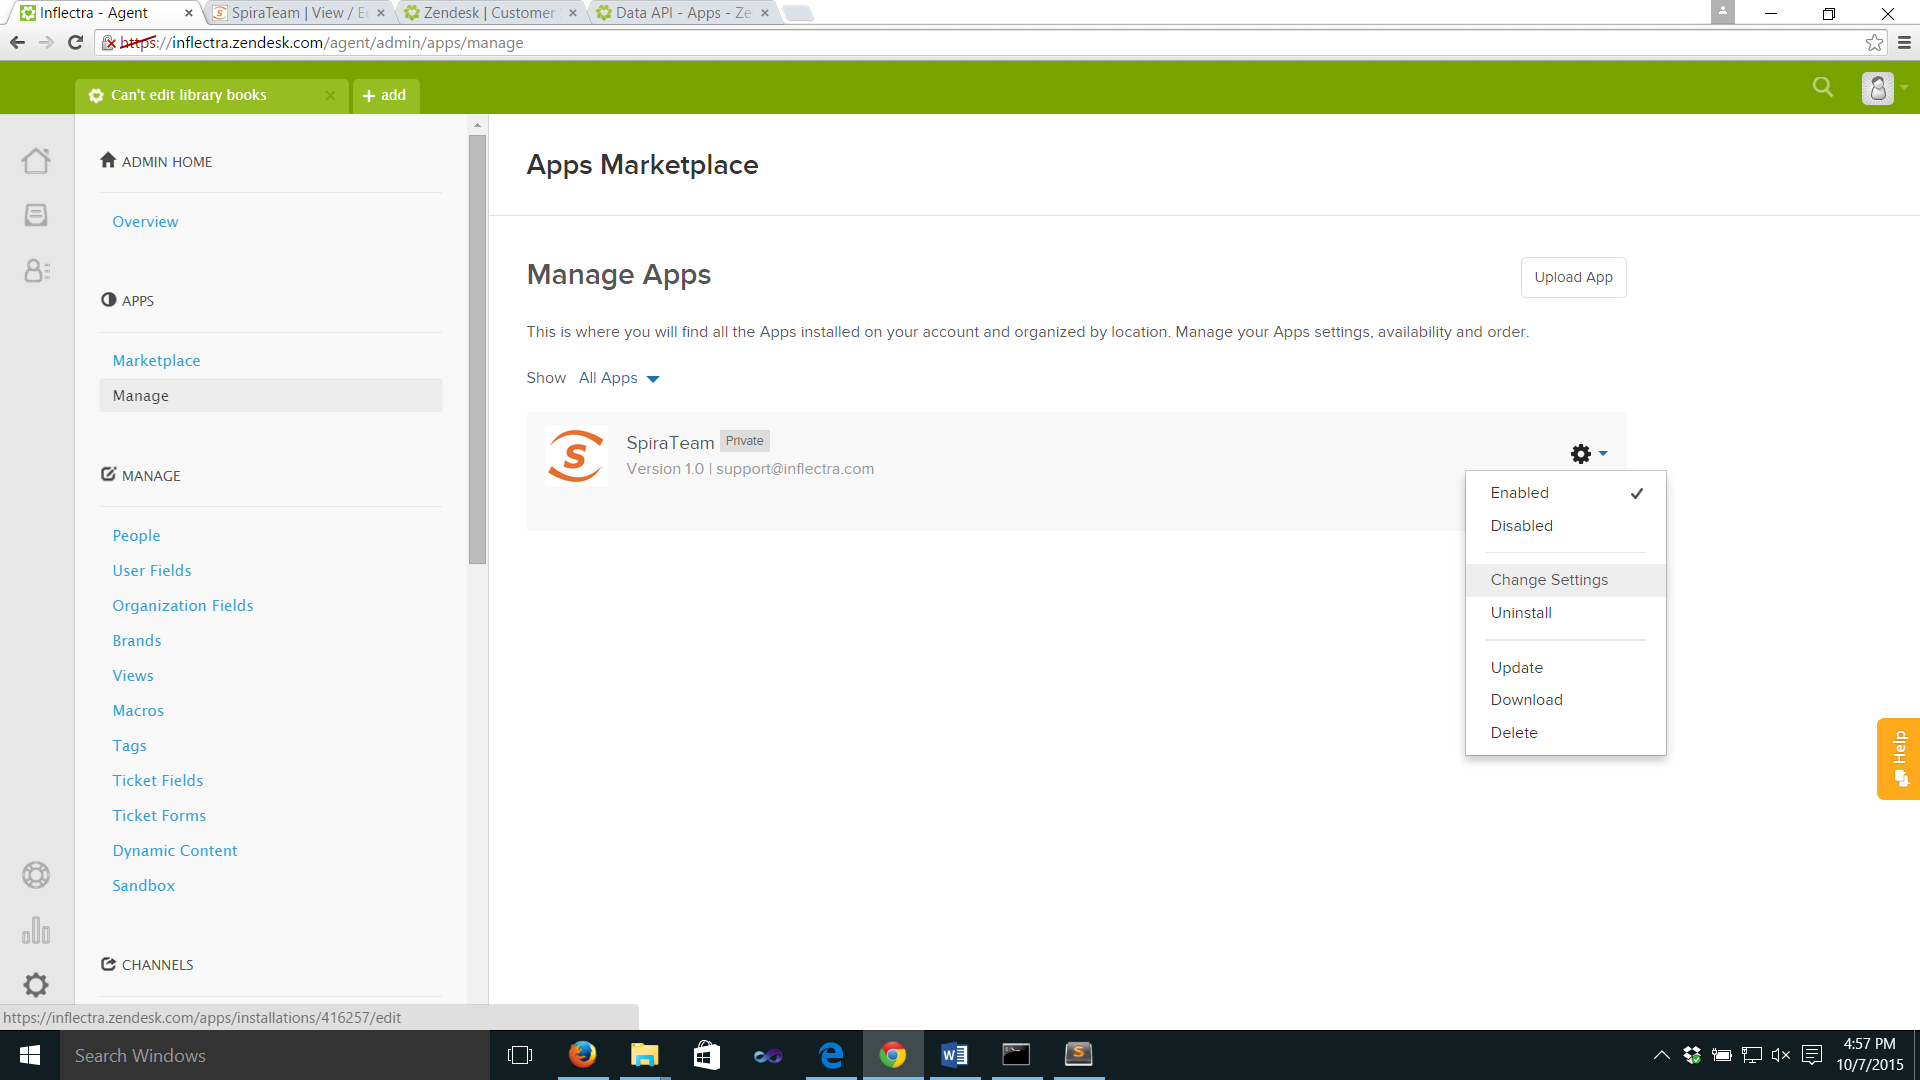 Inflectra - Agent
SpiraTeam | View / E
Zendesk | Customer
Data API - Apps - Ze
https://inflectra.zendesk.com/agent/admin/apps/manage
Can't edit library books
+ add
ADMIN HOME
Overview
APPS
Marketplace
Manage
MANAGE
People
User Fields
Organization Fields
Brands
Views
Macros
Tags
Ticket Fields
Ticket Forms
Dynamic Content
Sandbox
CHANNELS
Apps Marketplace
Manage Apps
Upload App
This is where you will find all the Apps installed on your account and organized by location. Manage your Apps settings, availability and order.
Show All Apps
SpiraTeam Private
Version 1.0 | support@inflectra.com
Enabled
Disabled
Change Settings
Uninstall
Update
Download
Delete
Help
https://inflectra.zendesk.com/apps/installations/416257/edit
Search Windows
4:57 PM
10/7/2015